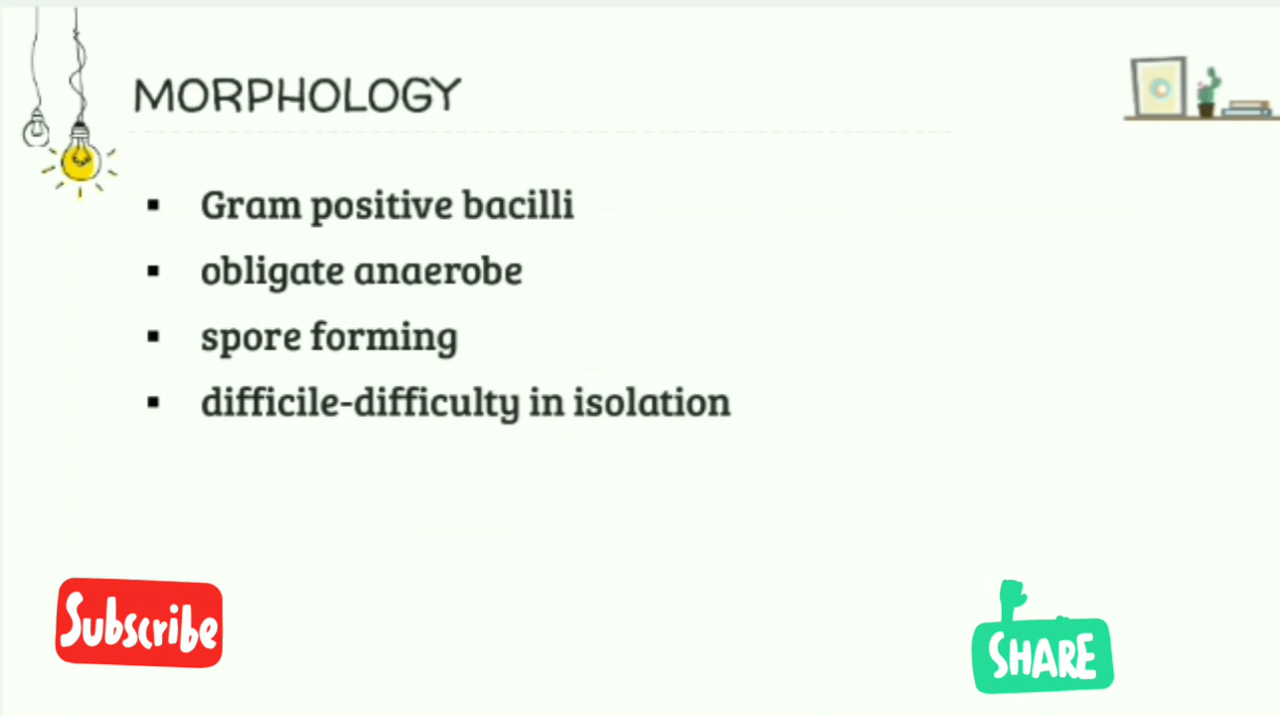 MORPHOLOGY
Gram positive bacilli
obligate anaerobe
spore forming
difficile-difficulty in isolation
Subscribe
SHARE